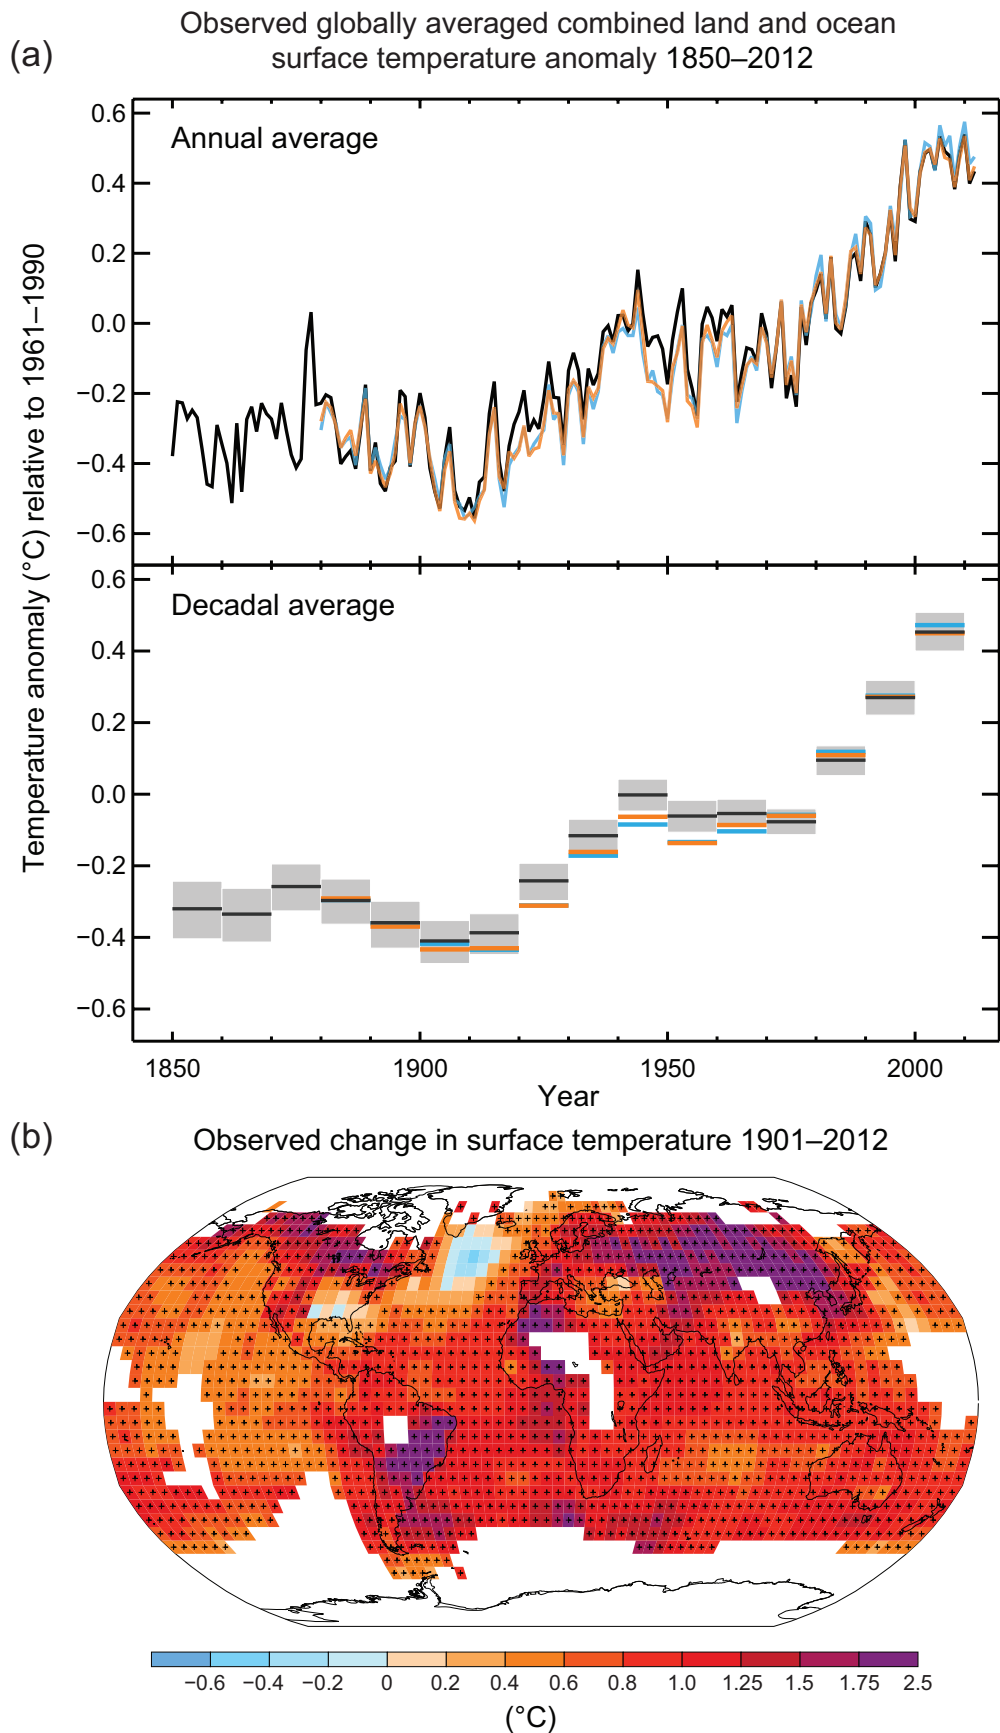 (a)
Observed globally averaged combined land and ocean
surface temperature anomaly 1850–2012
Temperature anomaly (°C) relative to 1961–1990
Annual average
0.6
0.4
0.2
0.0
−0.2
−0.4
−0.6
Decadal average
0.6
0.4
0.2
0.0
−0.2
−0.4
−0.6
1850 1900 1950 2000
Year
(b)
Observed change in surface temperature 1901–2012
−0.6 −0.4 −0.2 0 0.2 0.4 0.6 0.8 1.0 1.25 1.5 1.75 2.5
(°C)